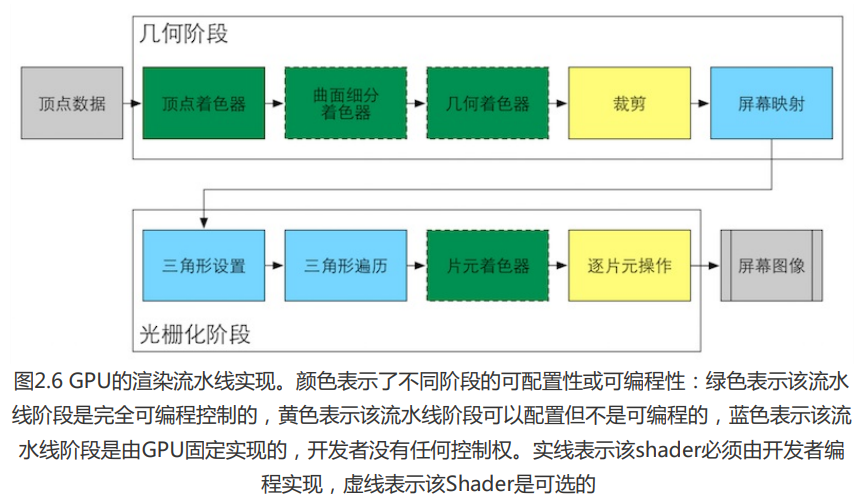 几何阶段
顶点数据
顶点着色器
曲面细分
着色器
几何着色器
裁剪
屏幕映射
三角形设置
三角形遍历
片元着色器
逐片元操作
屏幕图像
光栅化阶段
图2.6 GPU的渲染流水线实现。颜色表示了不同阶段的可配置性或可编程性：绿色表示该流水
线阶段是完全可编程控制的，黄色表示该流水线阶段可以配置但不是可编程的，蓝色表示该流
水线阶段是由GPU固定实现的，开发者没有任何控制权。实线表示该shader必须由开发者编
程实现，虚线表示该Shader是可选的